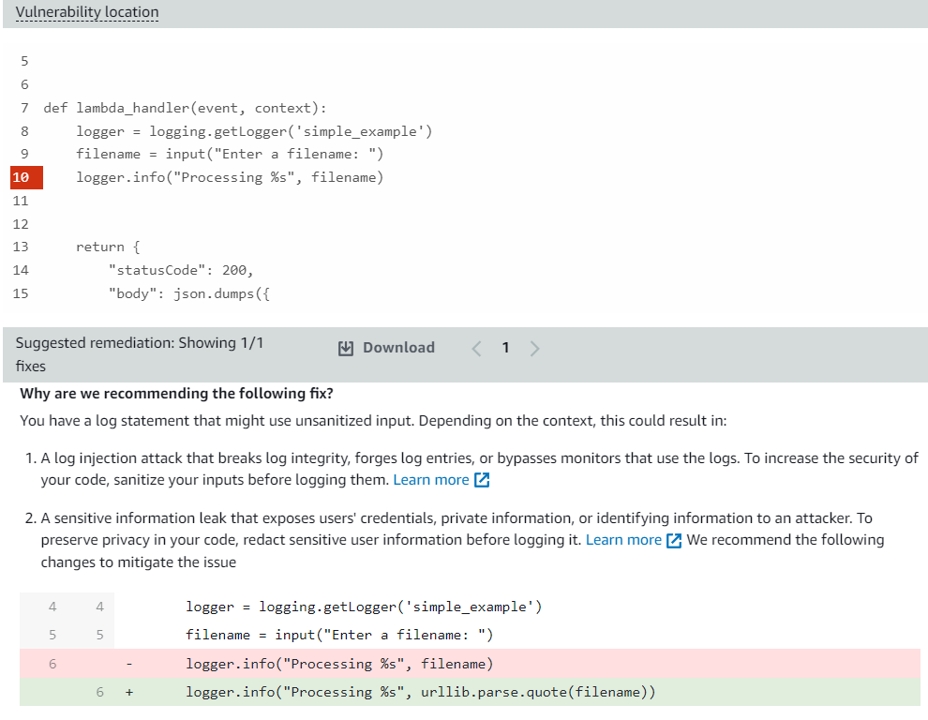 Vulnerability location
5
6
7 def lambda_handler(event, context):
8 logger = logging.getLogger('simple_example')
9 filename = input("Enter a filename: ")
10 logger.info("Processing %s", filename)
11
12
13 return {
14 "statusCode": 200,
15 "body": json.dumps({
Suggested remediation: Showing 1/1
fixes
Download 1
Why are we recommending the following fix?
You have a log statement that might use unsanitized input. Depending on the context, this could result in:
1. A log injection attack that breaks log integrity, forges log entries, or bypasses monitors that use the logs. To increase the security of
your code, sanitize your inputs before logging them. Learn more
2. A sensitive information leak that exposes users' credentials, private information, or identifying information to an attacker. To
preserve privacy in your code, redact sensitive user information before logging it. Learn more We recommend the following
changes to mitigate the issue
4 4 logger = logging.getLogger('simple_example')
5 5 filename = input("Enter a filename: ")
6 - logger.info("Processing %s", filename)
6 + logger.info("Processing %s", urllib.parse.quote(filename))